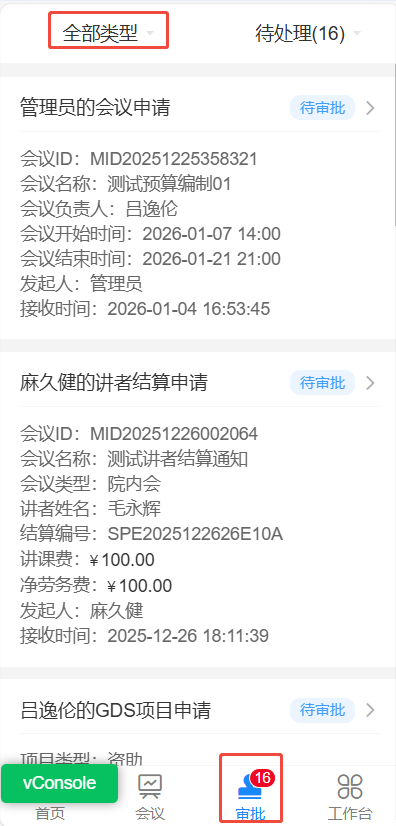 全部类型 待处理(16)
管理员的会议申请 待审批
会议ID：MID20251225358321
会议名称：测试预算编制01
会议负责人：吕逸伦
会议开始时间：2026-01-07 14:00
会议结束时间：2026-01-21 21:00
发起人：管理员
接收时间：2026-01-04 16:53:45
麻久健的讲者结算申请 待审批
会议ID：MID20251226002064
会议名称：测试讲者结算通知
会议类型：院内会
讲者姓名：毛永辉
结算编号：SPE2025122626E10A
讲课费：¥100.00
净劳务费：¥100.00
发起人：麻久健
接收时间：2025-12-26 18:11:39
吕逸伦的GDS项目申请 待审批
项目类型：资助
vConsole 16
首页 会议 审批 工作台